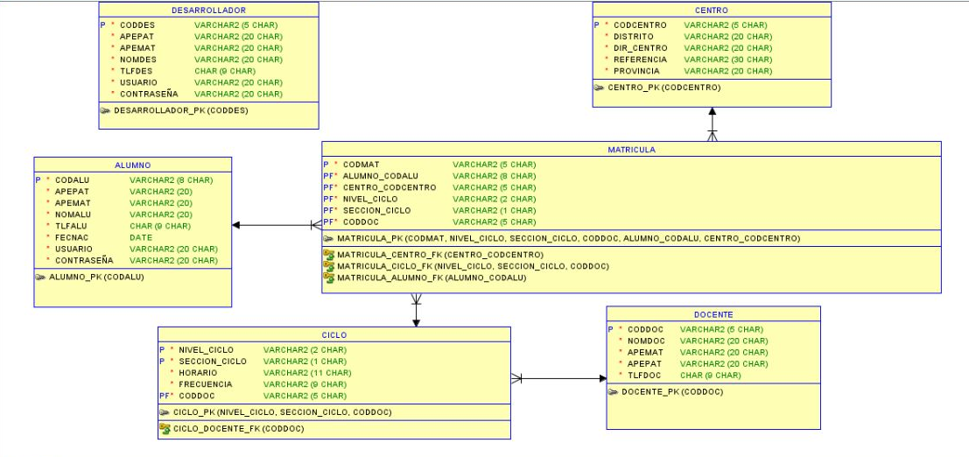 DESARROLLADOR
P * CODDES VARCHAR2 (5 CHAR)
* APEPAT VARCHAR2 (20 CHAR)
* APEMAT VARCHAR2 (20 CHAR)
* NOMDES VARCHAR2 (20 CHAR)
* TLFDES CHAR (9 CHAR)
* USUARIO VARCHAR2 (20 CHAR)
* CONTRASEÑA VARCHAR2 (20 CHAR)
DESARROLLADOR_PK (CODDES)
CENTRO
P * CODCENTRO VARCHAR2 (5 CHAR)
* DISTRITO VARCHAR2 (20 CHAR)
* DIR_CENTRO VARCHAR2 (20 CHAR)
* REFERENCIA VARCHAR2 (30 CHAR)
* PROVINCIA VARCHAR2 (20 CHAR)
CENTRO_PK (CODCENTRO)
ALUMNO
P * CODALU VARCHAR2 (8 CHAR)
* APEPAT VARCHAR2 (20)
* APEMAT VARCHAR2 (20)
* NOMALU VARCHAR2 (20)
* TLFALU CHAR (9 CHAR)
* FECNAC DATE
* USUARIO VARCHAR2 (20 CHAR)
* CONTRASEÑA VARCHAR2 (20 CHAR)
ALUMNO_PK (CODALU)
MATRICULA
P * CODMAT VARCHAR2 (5 CHAR)
PF* ALUMNO_CODALU VARCHAR2 (8 CHAR)
PF* CENTRO_CODCENTRO VARCHAR2 (5 CHAR)
PF* NIVEL_CICLO VARCHAR2 (2 CHAR)
PF* SECCION_CICLO VARCHAR2 (1 CHAR)
PF* CODDOC VARCHAR2 (5 CHAR)
MATRICULA_PK (CODMAT, NIVEL_CICLO, SECCION_CICLO, CODDOC, ALUMNO_CODALU, CENTRO_CODCENTRO)
MATRICULA_CENTRO_FK (CENTRO_CODCENTRO)
MATRICULA_CICLO_FK (NIVEL_CICLO, SECCION_CICLO, CODDOC)
MATRICULA_ALUMNO_FK (ALUMNO_CODALU)
CICLO
P * NIVEL_CICLO VARCHAR2 (2 CHAR)
P * SECCION_CICLO VARCHAR2 (1 CHAR)
* HORARIO VARCHAR2 (11 CHAR)
* FRECUENCIA VARCHAR2 (9 CHAR)
PF* CODDOC VARCHAR2 (5 CHAR)
CICLO_PK (NIVEL_CICLO, SECCION_CICLO, CODDOC)
CICLO_DOCENTE_FK (CODDOC)
DOCENTE
P * CODDOC VARCHAR2 (5 CHAR)
* NOMDOC VARCHAR2 (20 CHAR)
* APEMAT VARCHAR2 (20 CHAR)
* APEPAT VARCHAR2 (20 CHAR)
* TLFDOC CHAR (9 CHAR)
DOCENTE_PK (CODDOC)